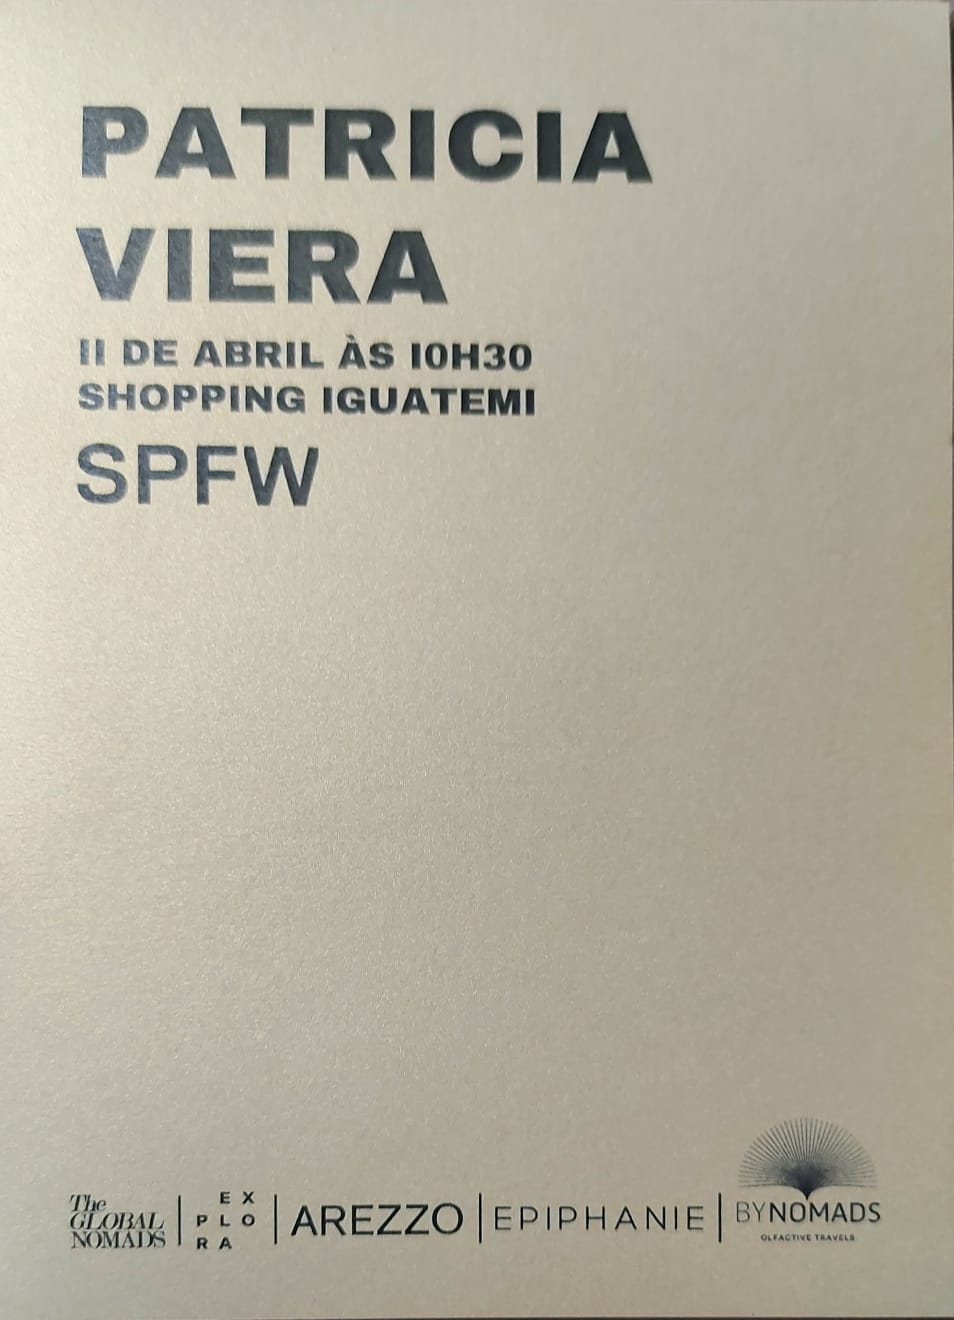 PATRICIA
VIERA
11 DE ABRIL ÀS 10H30
SHOPPING IGUATEMI
SPFW
The
GLOBAL
NOMADS
EX
PLO
RA
AREZZO
EPIPHANIE
BYNOMADS
OLFACTIVE TRAVELS